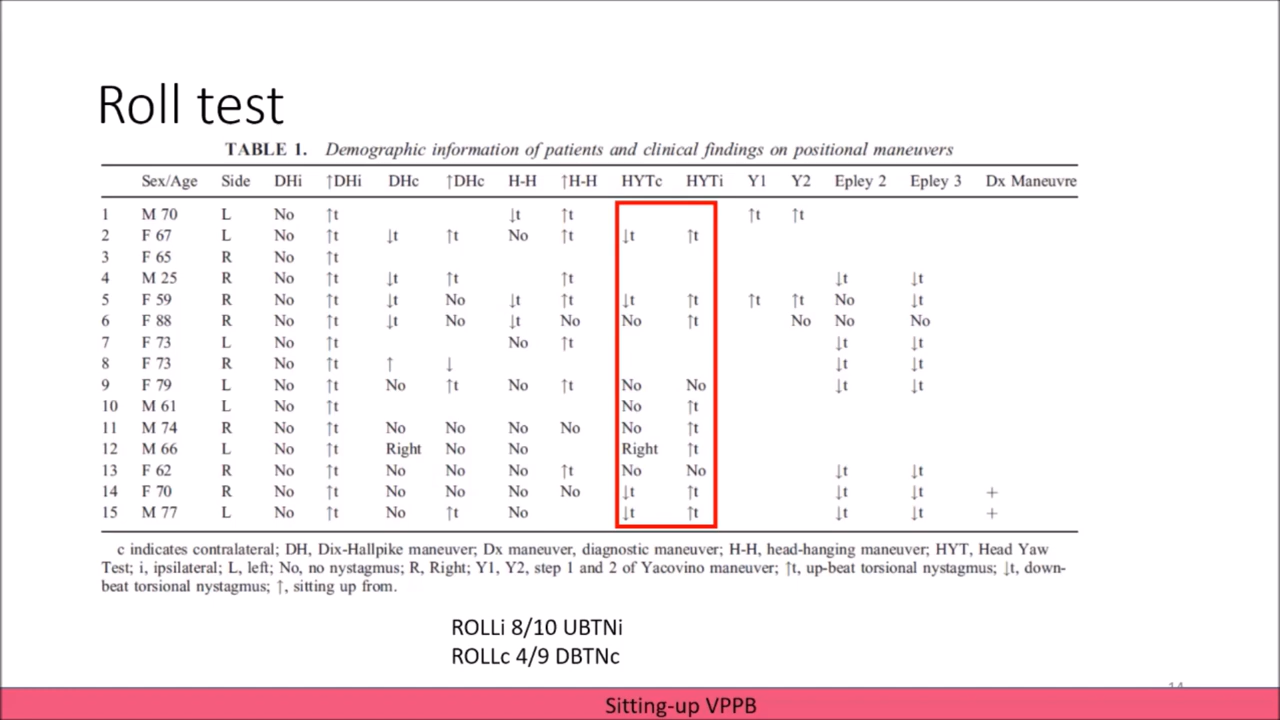 Roll test
TABLE 1. Demographic information of patients and clinical findings on positional maneuvers
Sex/Age Side DHi ↑DHi DHc ↑DHc H-H ↑H-H HYTc HYTi Y1 Y2 Epley 2 Epley 3 Dx Maneuvre
1 M 70 L No ↑t ↓t ↑t ↑t ↑t
2 F 67 L No ↑t ↓t ↑t No ↑t ↓t ↑t
3 F 65 R No ↑t
4 M 25 R No ↑t ↓t ↑t ↑t ↓t ↓t
5 F 59 R No ↑t ↓t No ↓t ↑t ↓t ↑t ↑t ↑t No ↓t
6 F 88 R No ↑t ↓t No ↓t No No ↑t No No No
7 F 73 L No ↑t No ↑t ↓t ↓t
8 F 73 R No ↑t ↑ ↓ ↓t ↓t
9 F 79 L No ↑t No ↑t No ↑t No No ↓t ↓t
10 M 61 L No ↑t No ↑t
11 M 74 R No ↑t No No No No No ↑t
12 M 66 L No ↑t Right No No Right ↑t
13 F 62 R No ↑t No No No ↑t No No ↓t ↓t
14 F 70 R No ↑t No No No No ↓t ↑t ↓t ↓t +
15 M 77 L No ↑t No ↑t No ↓t ↑t ↓t ↓t +
c indicates contralateral; DH, Dix-Hallpike maneuver; Dx maneuver, diagnostic maneuver; H-H, head-hanging maneuver; HYT, Head Yaw
Test; i, ipsilateral; L, left; No, no nystagmus; R, Right; Y1, Y2, step 1 and 2 of Yacovino maneuver; ↑t, up-beat torsional nystagmus; ↓t, down-
beat torsional nystagmus; ↑, sitting up from.
ROLLi 8/10 UBTNi
ROLLc 4/9 DBTNc
Sitting-up VPPB